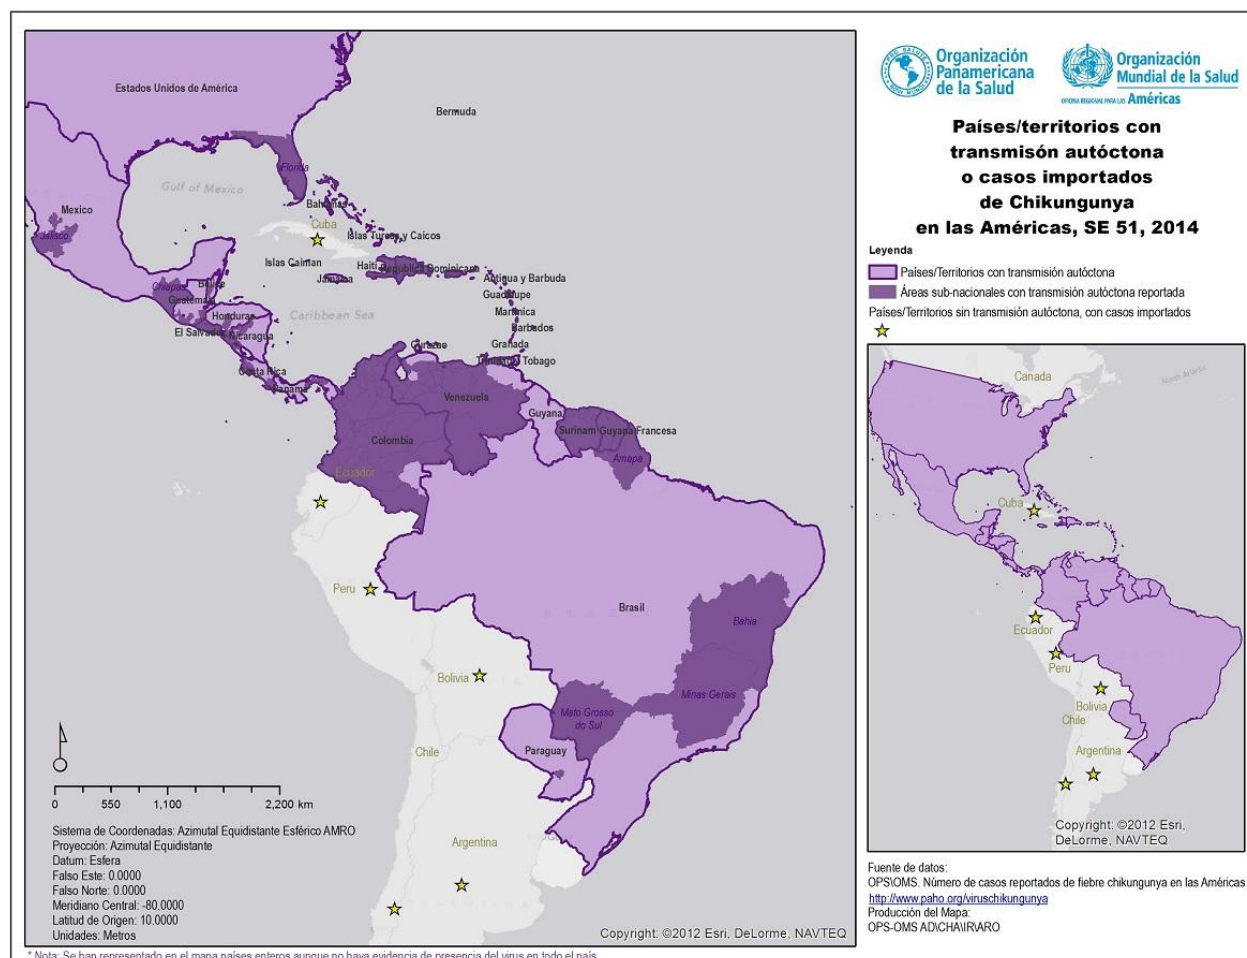 Organización
Panamericana
de la Salud
Organización
Mundial de la Salud
OFICINA REGIONAL PARA LAS Américas
Países/territorios con
transmisón autóctona
o casos importados
de Chikungunya
en las Américas, SE 51, 2014
Leyenda
Países/Territorios con transmisión autóctona
Áreas sub-nacionales con transmisión autóctona reportada
Países/Territorios sin transmisión autóctona, con casos importados
Estados Unidos de América
Bermuda
Florida
Gulf of Mexico
Mexico
Bahamas
Cuba
Jalisco
Islas Turcas y Caicos
Islas Caiman
Haití
República Dominicana
Jamaica
Antigua y Barbuda
Chiapas
Belice
Guatemala
Guadalupe
Honduras
Caribbean Sea
Martinica
El Salvador
Nicaragua
Barbados
Curazao
Granada
Trinidad y Tobago
Costa Rica
Panama
Venezuela
Guyana
Surinam
Guyana Francesa
Colombia
Amapa
Ecuador
Peru
Brasil
Bahia
Bolivia
Minas Gerais
Mato Grosso
do Sul
Chile
Paraguay
Argentina
0 550 1,100 2,200 km
Sistema de Coordenadas: Azimutal Equidistante Esférico AMRO
Proyección: Azimutal Equidistante
Datum: Esfera
Falso Este: 0.0000
Falso Norte: 0.0000
Meridiano Central: -80.0000
Latitud de Origen: 10.0000
Unidades: Metros
Copyright: ©2012 Esri, DeLorme, NAVTEQ
* Nota: Se han representado en el mapa países enteros aunque no haya evidencia de presencia del virus en todo el país
Canada
North Atlantic
Cuba
Ecuador
Peru
Bolivia
Chile
Argentina
Copyright: ©2012 Esri,
DeLorme, NAVTEQ
Fuente de datos:
OPS\OMS. Número de casos reportados de fiebre chikungunya en las Américas
http://www.paho.org/viruschikungunya
Producción del Mapa:
OPS-OMS AD\CHA\IR\ARO